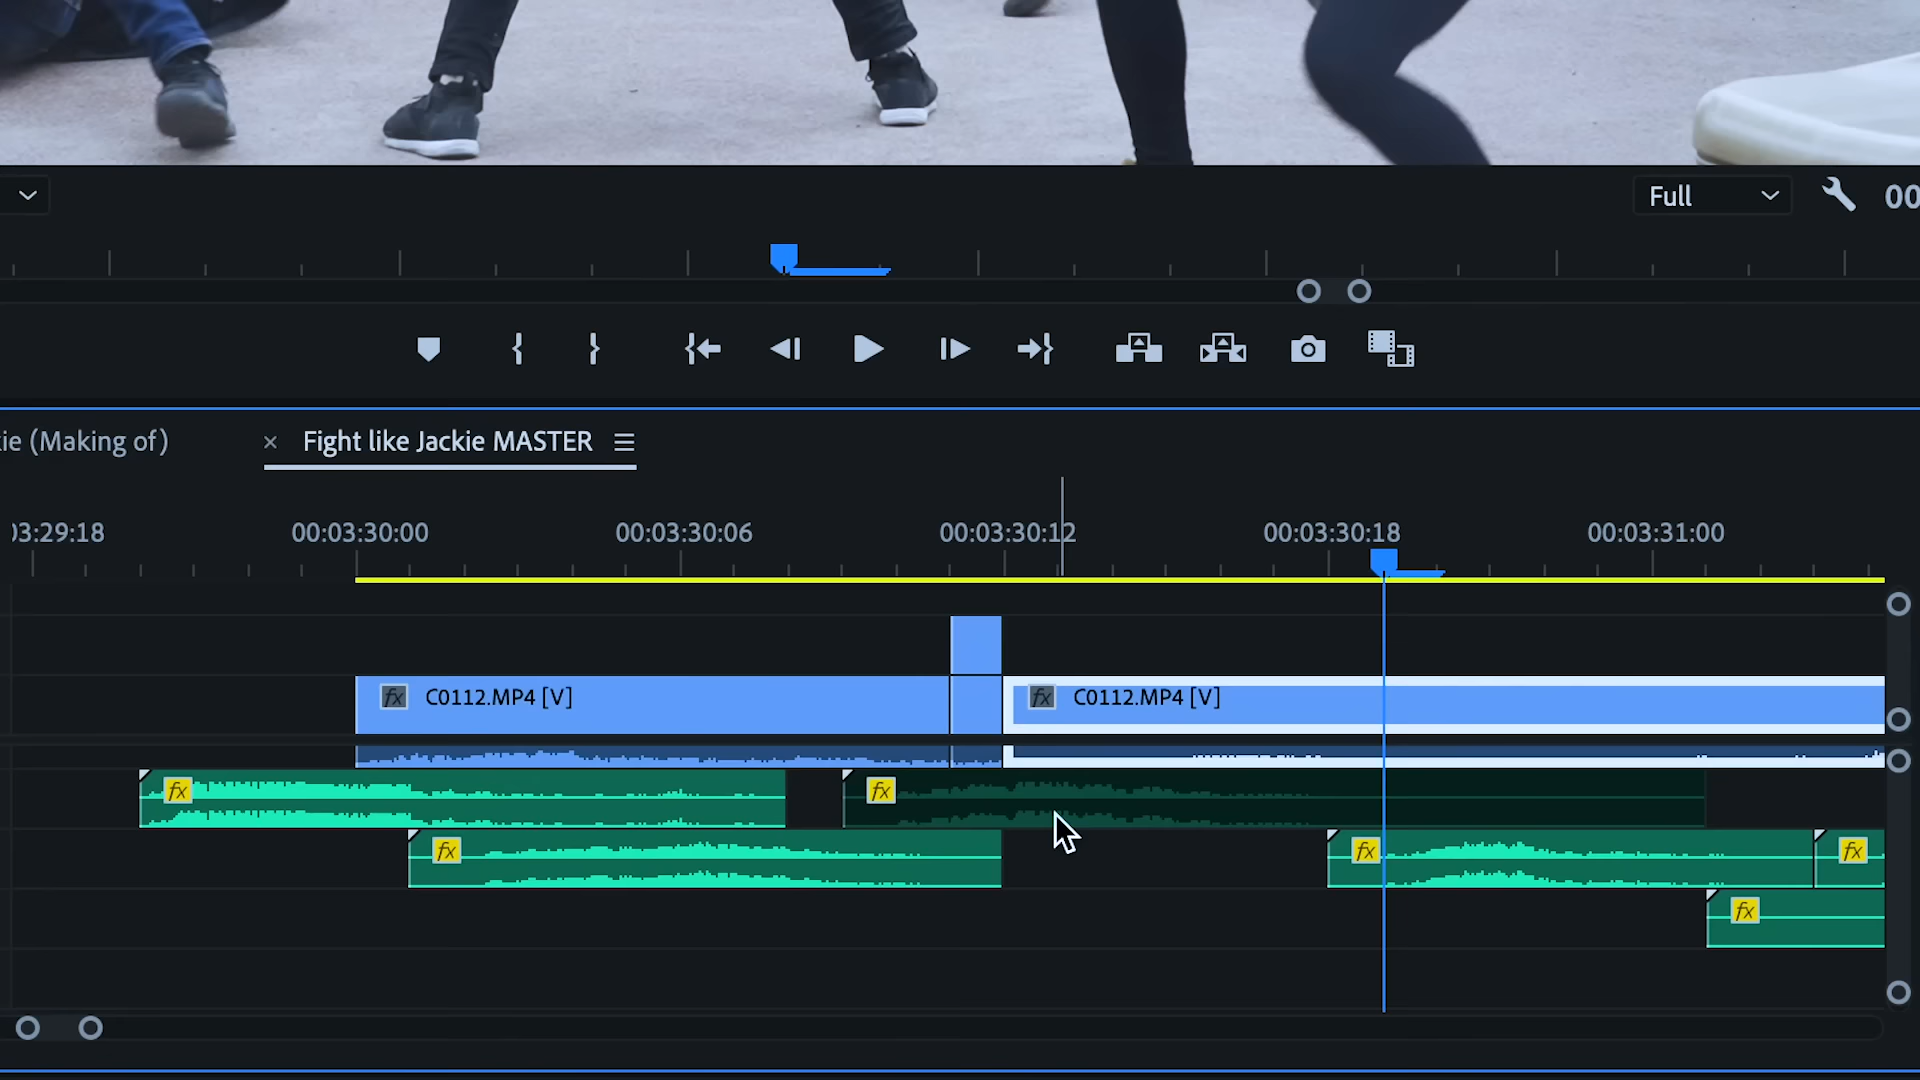 Full
00
ie (Making of)
× Fight like Jackie MASTER
03:29:18 00:03:30:00 00:03:30:06 00:03:30:12 00:03:30:18 00:03:31:00
fx C0112.MP4 [V] fx C0112.MP4 [V]
fx fx
fx fx fx
fx